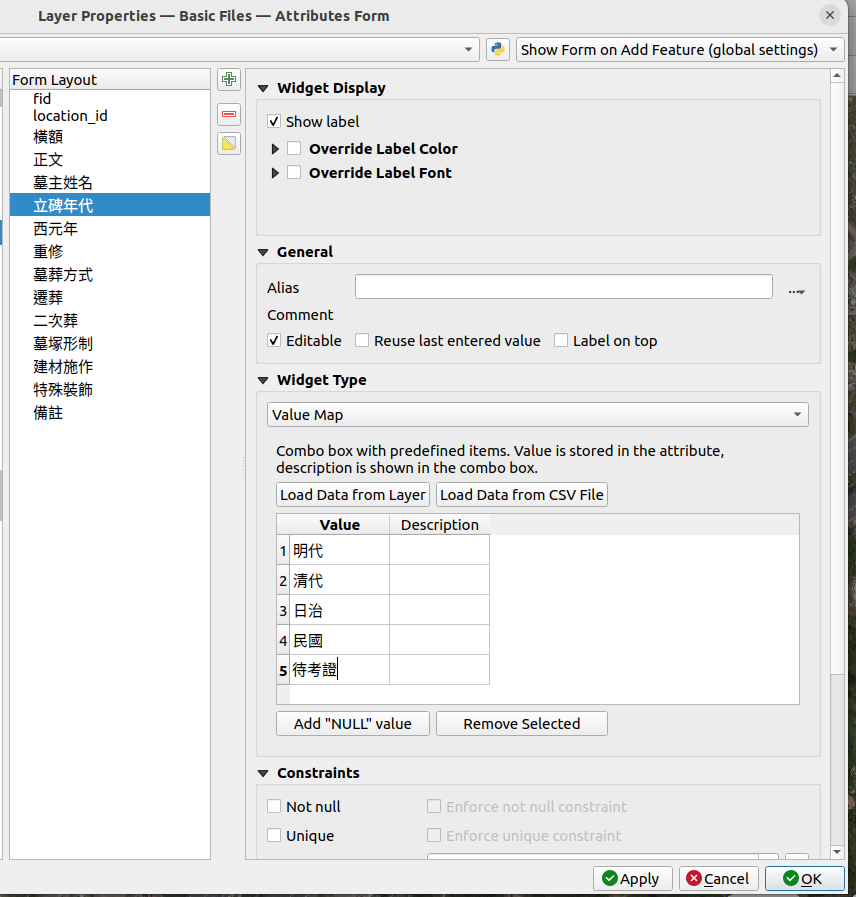 Layer Properties — Basic Files — Attributes Form
Show Form on Add Feature (global settings)
Form Layout
fid
location_id
橫額
正文
墓主姓名
立碑年代
西元年
重修
墓葬方式
遷葬
二次葬
墓塚形制
建材施作
特殊裝飾
備註
Widget Display
Show label
Override Label Color
Override Label Font
General
Alias
...
Comment
Editable Reuse last entered value Label on top
Widget Type
Value Map
Combo box with predefined items. Value is stored in the attribute,
description is shown in the combo box.
Load Data from Layer Load Data from CSV File
Value Description
1 明代
2 清代
3 日治
4 民國
5 待考證
Add "NULL" value Remove Selected
Constraints
Not null Enforce not null constraint
Unique Enforce unique constraint
Apply Cancel OK